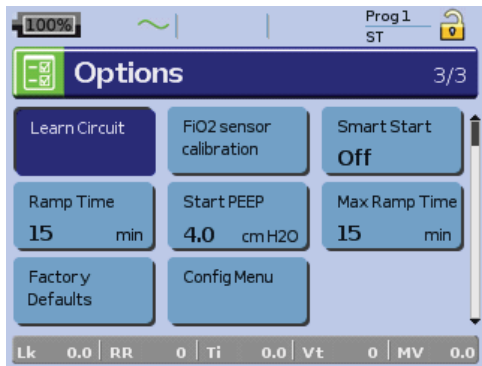 100%
Prog 1
ST
Options
3/3
Learn Circuit
FiO2 sensor
calibration
Smart Start
Off
Ramp Time
15 min
Start PEEP
4.0 cm H2O
Max Ramp Time
15 min
Factory
Defaults
Config Menu
Lk 0.0 RR 0 Ti 0.0 Vt 0 MV 0.0